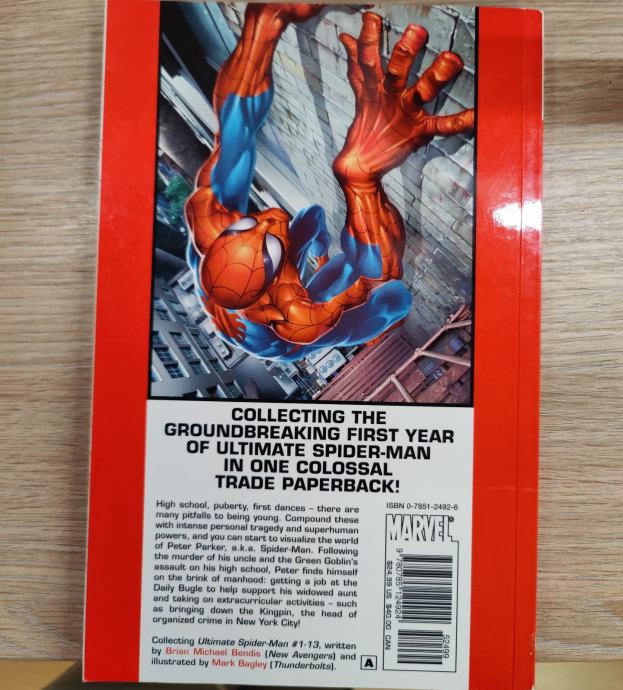 COLLECTING THE
GROUNDBREAKING FIRST YEAR
OF ULTIMATE SPIDER-MAN
IN ONE COLOSSAL
TRADE PAPERBACK!
High school, puberty, first dances – there are
many pitfalls to being young. Compound these
with intense personal tragedy and superhuman
powers, and you can start to visualize the world
of Peter Parker, a.k.a. Spider-Man. Following
the murder of his uncle and the Green Goblin's
assault on his high school, Peter finds himself
on the brink of manhood: getting a job at the
Daily Bugle to help support his widowed aunt
and taking on extracurricular activities – such
as bringing down the Kingpin, the head of
organized crime in New York City!
Collecting Ultimate Spider-Man #1-13, written
by Brian Michael Bendis (New Avengers) and
illustrated by Mark Bagley (Thunderbolts).
A
ISBN 0-7851-2492-6
MARVEL
9 780785 124924
52499
$24.99 US $40.00 CAN